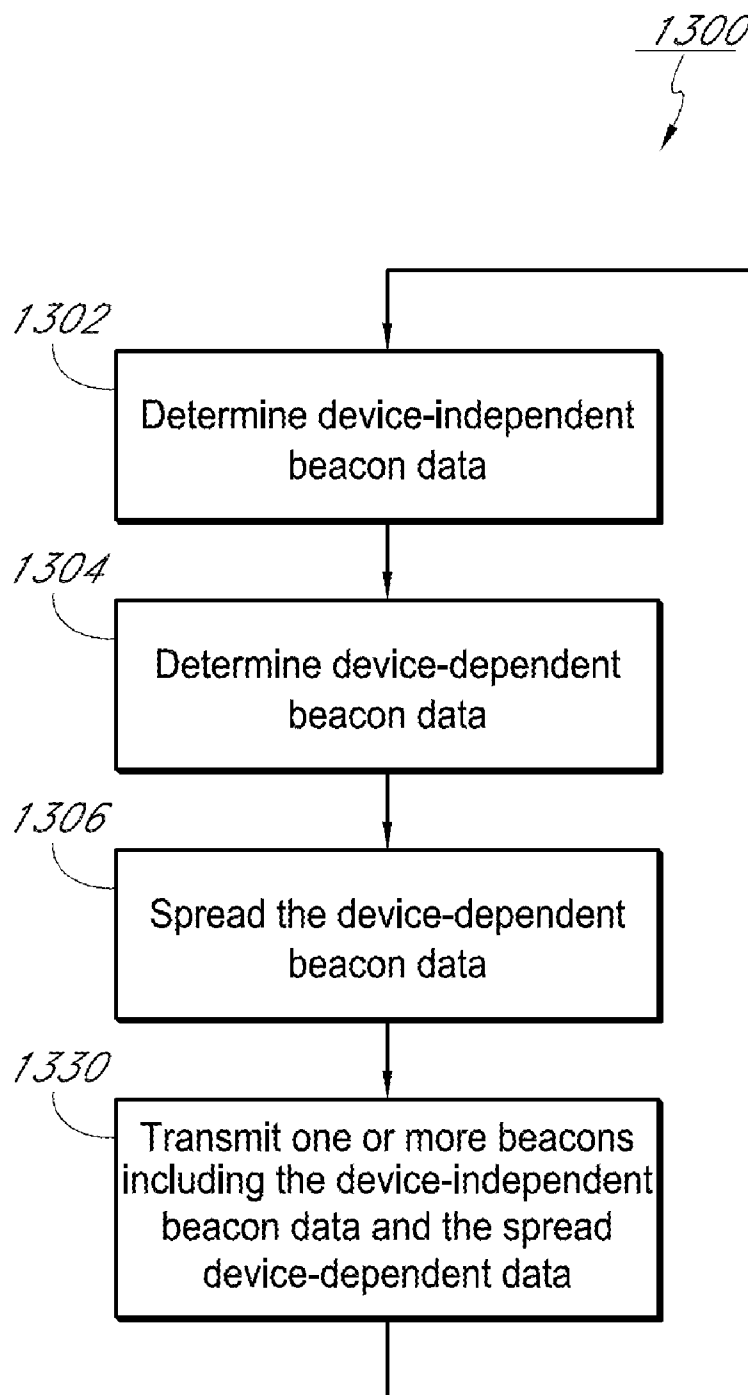 1300
1302
Determine device-independent
beacon data
1304
Determine device-dependent
beacon data
1306
Spread the device-dependent
beacon data
1330
Transmit one or more beacons
including the device-independent
beacon data and the spread
device-dependent data